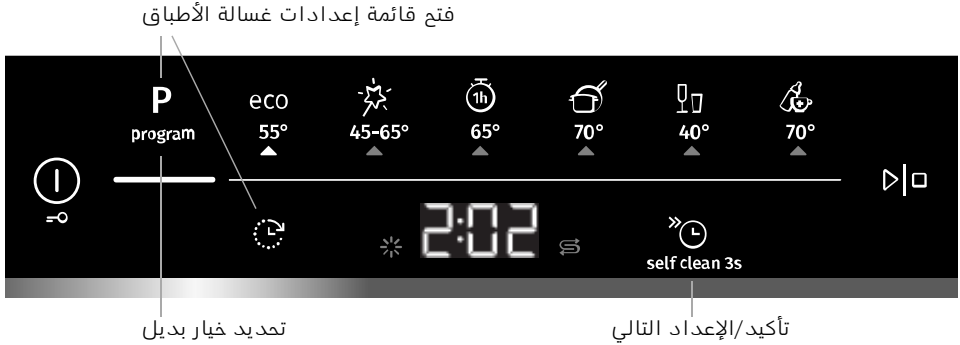 فتح قائمة إعدادات غسالة الأطباق
P
program
eco
55°
45-65°
1h
65°
70°
40°
70°
2:02
self clean 3s
تحديد خيار بديل
تأكيد/الإعداد التالي